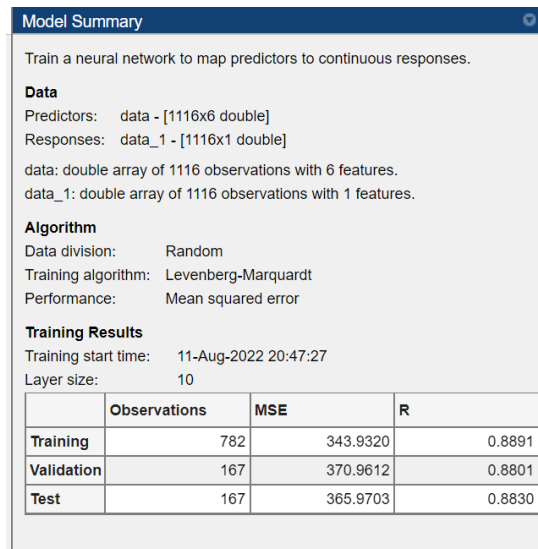 Model Summary
Train a neural network to map predictors to continuous responses.
Data
Predictors: data - [1116x6 double]
Responses: data_1 - [1116x1 double]
data: double array of 1116 observations with 6 features.
data_1: double array of 1116 observations with 1 features.
Algorithm
Data division: Random
Training algorithm: Levenberg-Marquardt
Performance: Mean squared error
Training Results
Training start time: 11-Aug-2022 20:47:27
Layer size: 10
Observations MSE R
Training 782 343.9320 0.8891
Validation 167 370.9612 0.8801
Test 167 365.9703 0.8830